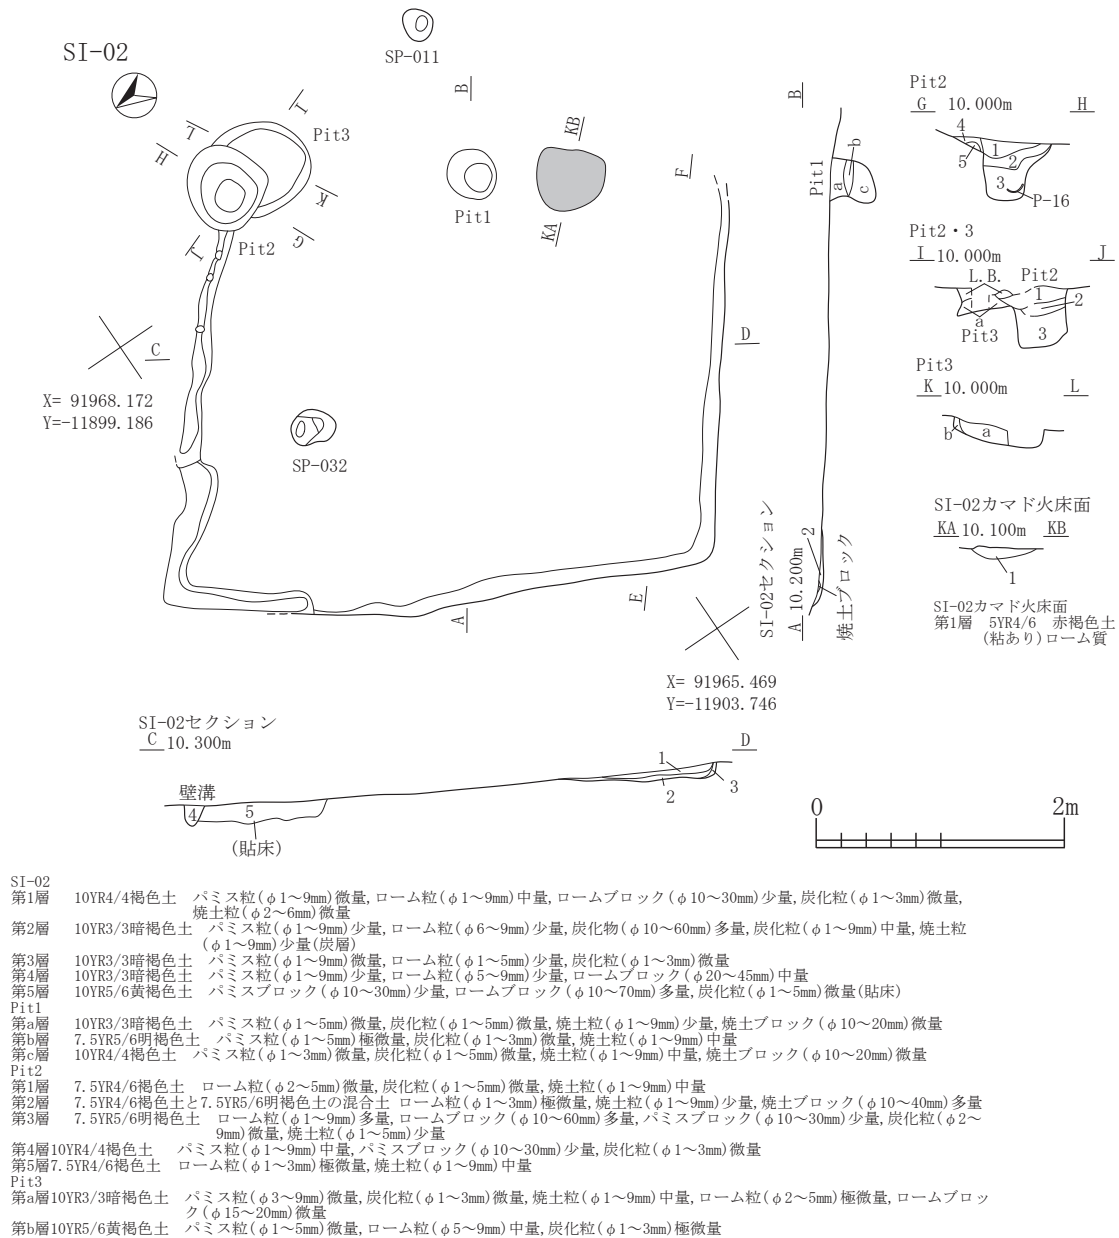 SI-02
SP-011
B
KB
I
L
H
Pit3
K
G
J
Pit2
Pit1
KA
F
C
D
X= 91968.172
Y=-11899.186
SP-032
A
E
X= 91965.469
Y=-11903.746
B
Pit1
a
b
c
SI-02セクション
A 10.200m
2
焼土ブロック
Pit2
G 10.000m H
4
5
1
2
3
P-16
Pit2・3
I 10.000m J
L.B. Pit2
1
2
a
Pit3
3
Pit3
K 10.000m L
b
a
SI-02カマド火床面
KA 10.100m KB
1
SI-02カマド火床面
第1層 5YR4/6 赤褐色土
(粘あり)ローム質
SI-02セクション
C 10.300m D
壁溝
4
5
(貼床)
1
2
3
0 2m
SI-02
第1層 10YR4/4褐色土 パミス粒(φ1～9mm)微量,ローム粒(φ1～9mm)中量,ロームブロック(φ10～30mm)少量,炭化粒(φ1～3mm)微量,
焼土粒(φ2～6mm)微量
第2層 10YR3/3暗褐色土 パミス粒(φ1～9mm)少量,ローム粒(φ6～9mm)少量,炭化物(φ10～60mm)多量,炭化粒(φ1～9mm)中量,焼土粒
(φ1～9mm)少量(炭層)
第3層 10YR3/3暗褐色土 パミス粒(φ1～9mm)微量,ローム粒(φ1～5mm)少量,炭化粒(φ1～3mm)微量
第4層 10YR3/3暗褐色土 パミス粒(φ1～9mm)少量,ローム粒(φ5～9mm)少量,ロームブロック(φ20～45mm)中量
第5層 10YR5/6黄褐色土 パミスブロック(φ10～30mm)少量,ロームブロック(φ10～70mm)多量,炭化粒(φ1～5mm)微量(貼床)
Pit1
第a層 10YR3/3暗褐色土 パミス粒(φ1～5mm)微量,炭化粒(φ1～5mm)微量,焼土粒(φ1～9mm)少量,焼土ブロック(φ10～20mm)微量
第b層 7.5YR5/6明褐色土 パミス粒(φ1～5mm)極微量,炭化粒(φ1～3mm)微量,焼土粒(φ1～9mm)中量
第c層 10YR4/4褐色土 パミス粒(φ1～3mm)微量,炭化粒(φ1～5mm)微量,焼土粒(φ1～9mm)中量,焼土ブロック(φ10～20mm)微量
Pit2
第1層 7.5YR4/6褐色土 ローム粒(φ2～5mm)微量,炭化粒(φ1～5mm)微量,焼土粒(φ1～9mm)中量
第2層 7.5YR4/6褐色土と7.5YR5/6明褐色土の混合土 ローム粒(φ1～3mm)極微量,焼土粒(φ1～9mm)少量,焼土ブロック(φ10～40mm)多量
第3層 7.5YR5/6明褐色土 ローム粒(φ1～9mm)多量,ロームブロック(φ10～60mm)多量,パミスブロック(φ10～30mm)少量,炭化粒(φ2～
9mm)微量,焼土粒(φ1～5mm)少量
第4層10YR4/4褐色土 パミス粒(φ1～9mm)中量,パミスブロック(φ10～30mm)少量,炭化粒(φ1～3mm)微量
第5層7.5YR4/6褐色土 ローム粒(φ1～3mm)極微量,焼土粒(φ1～9mm)中量
Pit3
第a層10YR3/3暗褐色土 パミス粒(φ3～9mm)微量,炭化粒(φ1～3mm)微量,焼土粒(φ1～9mm)中量,ローム粒(φ2～5mm)極微量,ロームブロッ
ク(φ15～20mm)微量
第b層10YR5/6黄褐色土 パミス粒(φ1～5mm)微量,ローム粒(φ5～9mm)中量,炭化粒(φ1～3mm)極微量